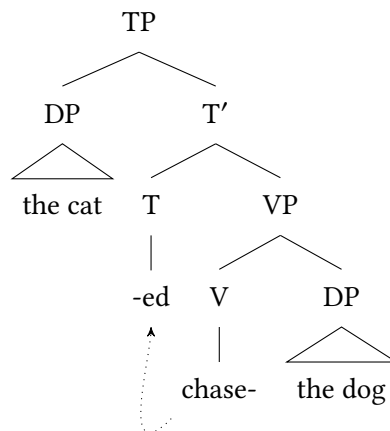 TP
DP T′
the cat T VP
-ed V DP
chase- the dog